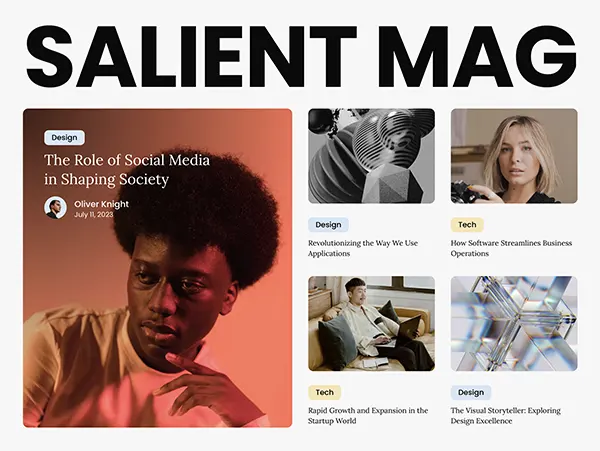 SALIENT MAG
Design
The Role of Social Media
in Shaping Society
Oliver Knight
July 11, 2023
Design
Revolutionizing the Way We Use
Applications
Tech
How Software Streamlines Business
Operations
Tech
Rapid Growth and Expansion in the
Startup World
Design
The Visual Storyteller: Exploring
Design Excellence